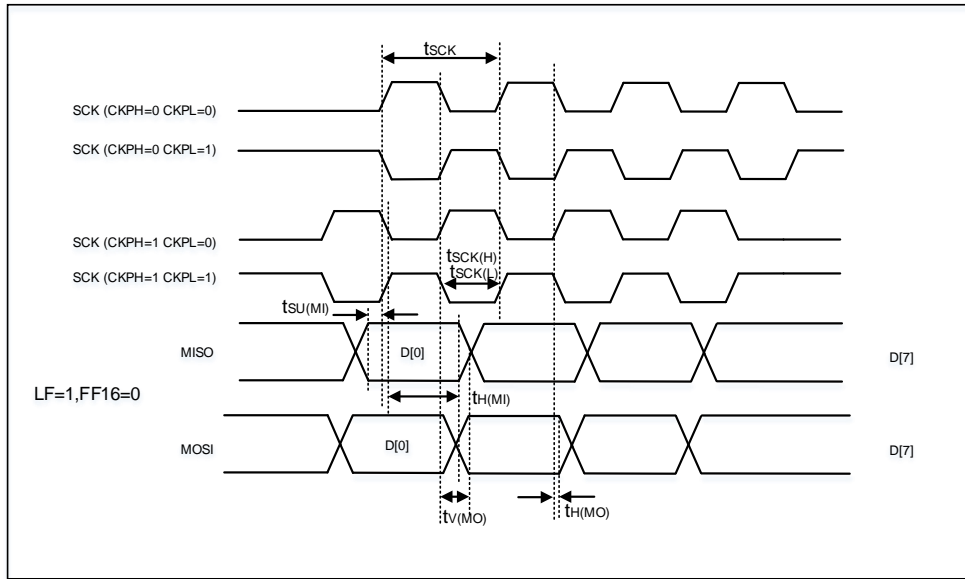 tSCK
SCK (CKPH=0 CKPL=0)
SCK (CKPH=0 CKPL=1)
SCK (CKPH=1 CKPL=0)
tSCK(H)
SCK (CKPH=1 CKPL=1)
tSCK(L)
tSU(MI)
MISO
D[0]
D[7]
LF=1,FF16=0
tH(MI)
MOSI
D[0]
D[7]
tV(MO)
tH(MO)